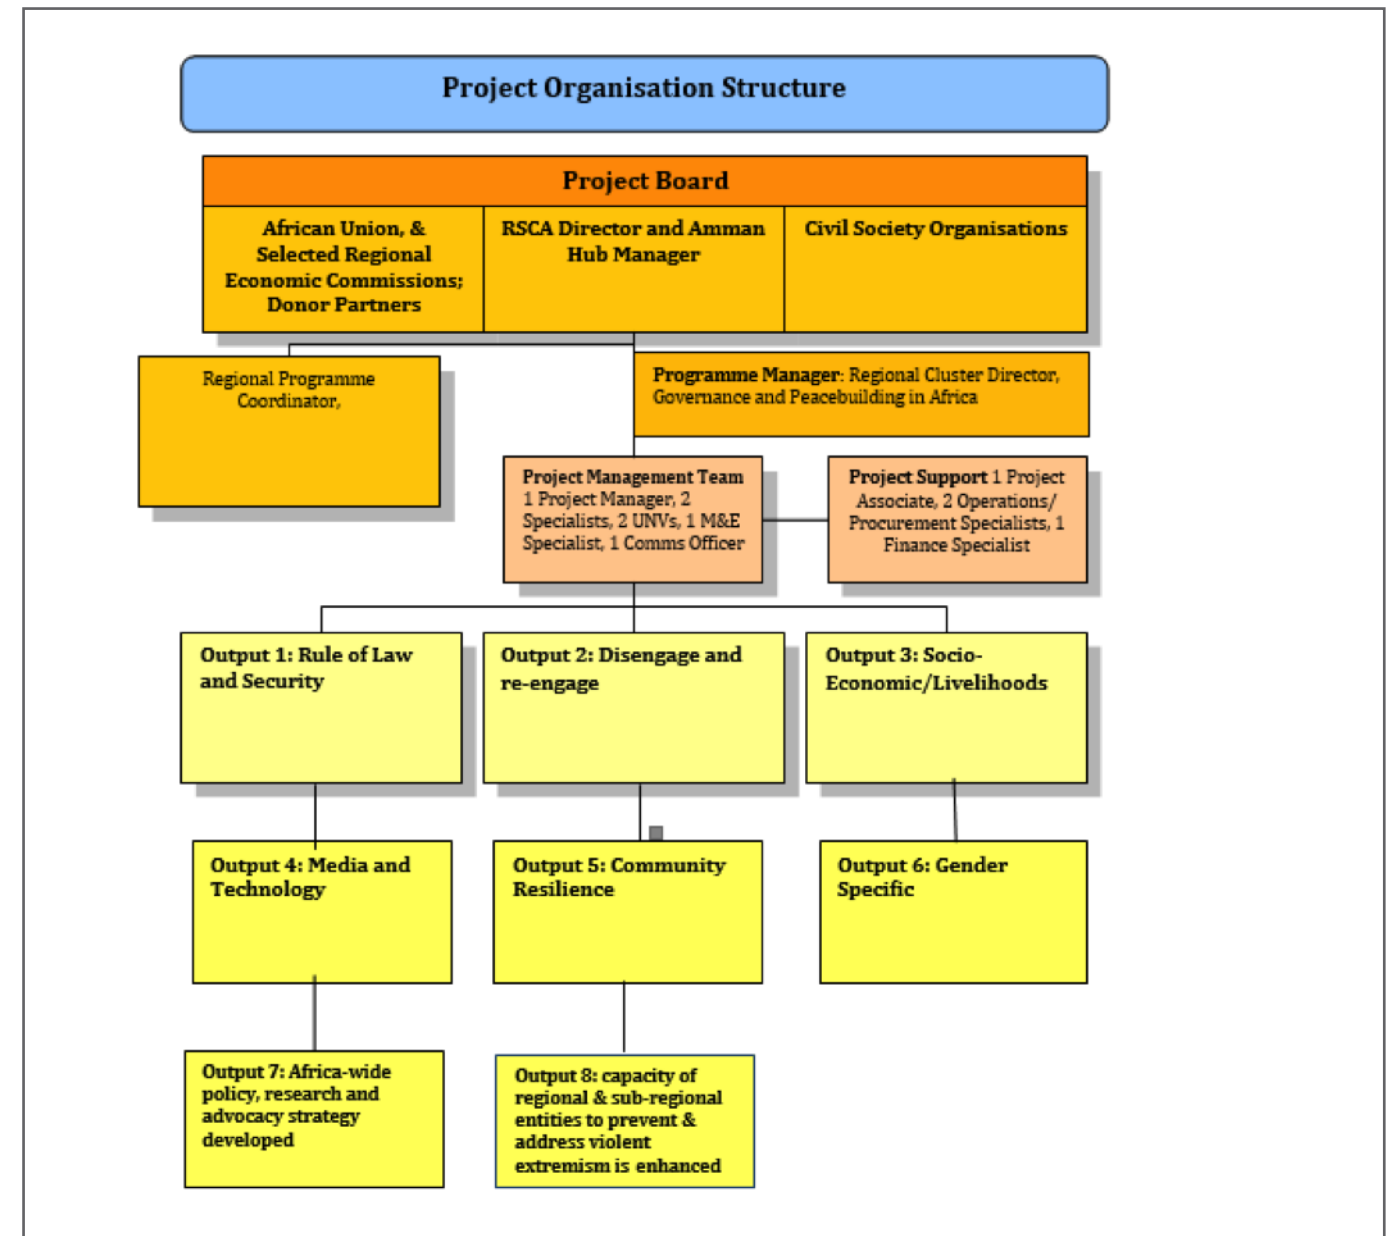 Project Organisation Structure
Project Board
African Union, &
Selected Regional
Economic Commissions;
Donor Partners
RSCA Director and Amman
Hub Manager
Civil Society Organisations
Regional Programme
Coordinator,
Programme Manager: Regional Cluster Director,
Governance and Peacebuilding in Africa
Project Management Team
1 Project Manager, 2
Specialists, 2 UNVs, 1 M&E
Specialist, 1 Comms Officer
Project Support 1 Project
Associate, 2 Operations/
Procurement Specialists, 1
Finance Specialist
Output 1: Rule of Law
and Security
Output 2: Disengage and
re-engage
Output 3: Socio-
Economic/Livelihoods
Output 4: Media and
Technology
Output 5: Community
Resilience
Output 6: Gender
Specific
Output 7: Africa-wide
policy, research and
advocacy strategy
developed
Output 8: capacity of
regional & sub-regional
entities to prevent &
address violent
extremism is enhanced